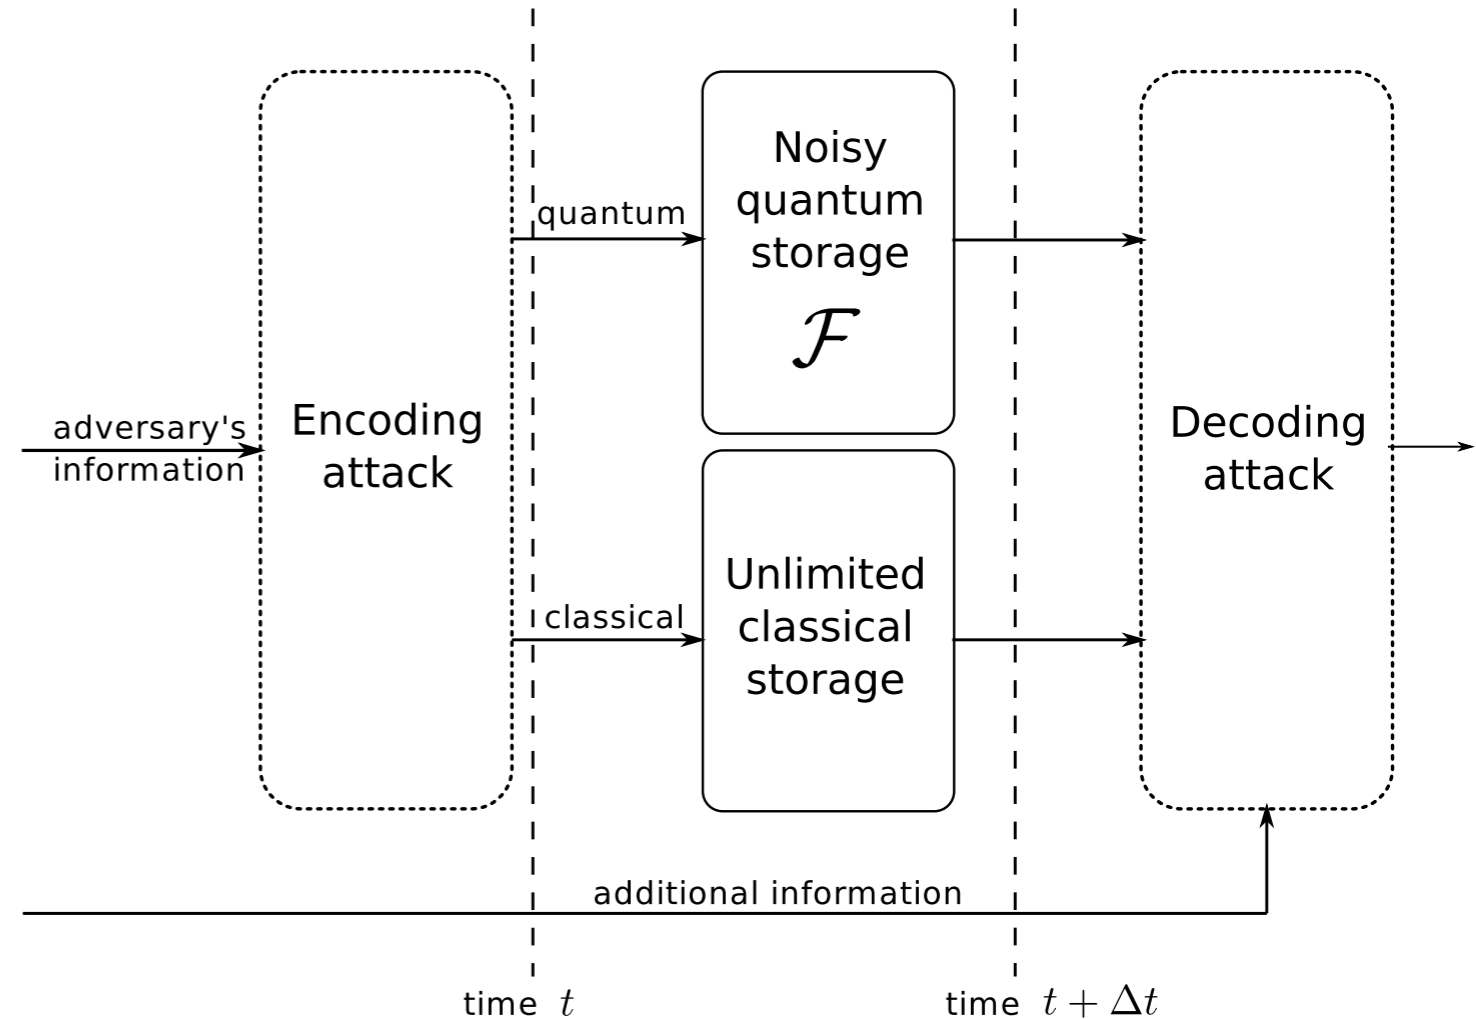 adversary's
information
Encoding
attack
quantum
Noisy
quantum
storage
ℱ
classical
Unlimited
classical
storage
Decoding
attack
additional information
time t
time t + Δt